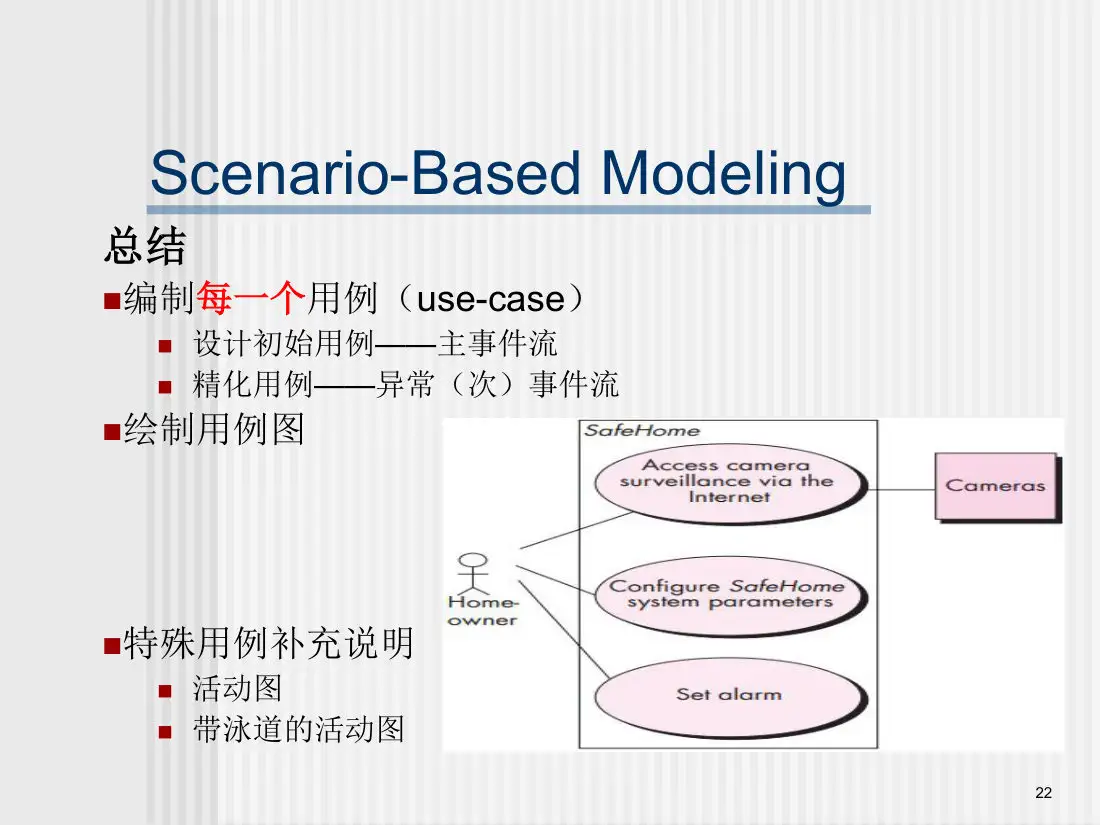 Scenario-Based Modeling
总结
编制每一个用例（use-case）
设计初始用例——主事件流
精化用例——异常（次）事件流
绘制用例图
SafeHome
Access camera
surveillance via the
Internet
Cameras
Configure SafeHome
system parameters
Home-
owner
Set alarm
特殊用例补充说明
活动图
带泳道的活动图
22